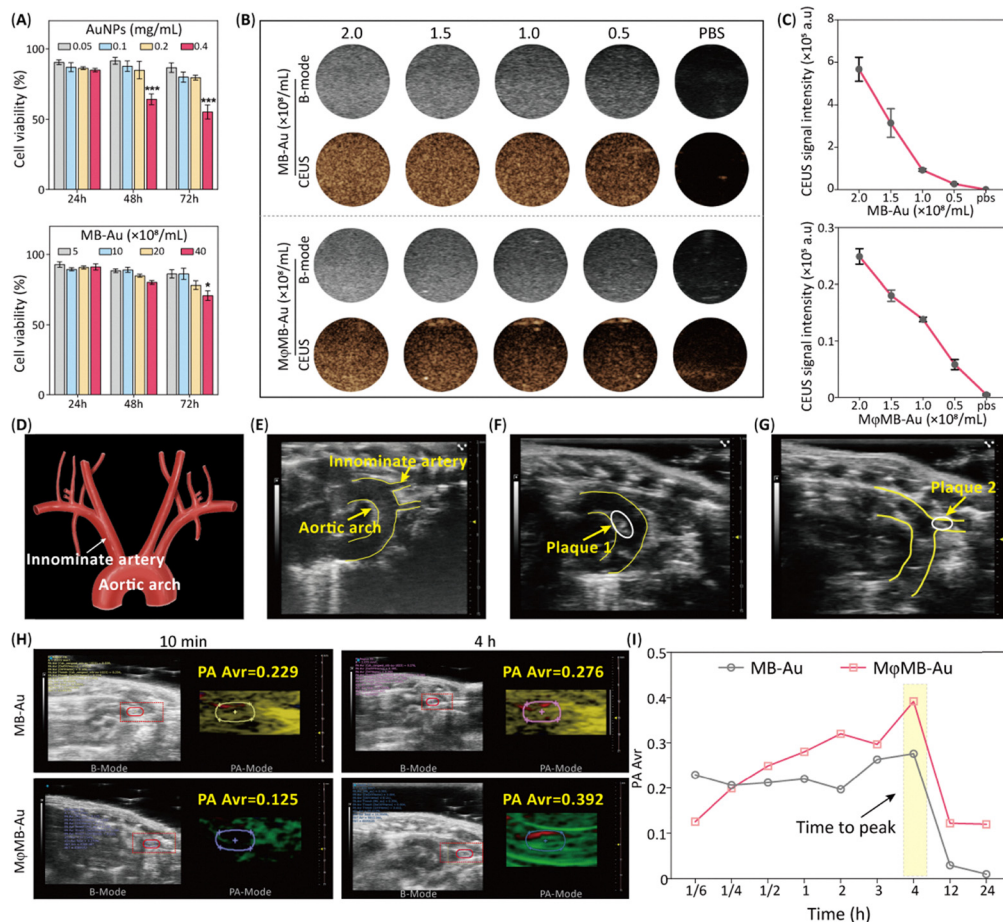 (A)
AuNPs (mg/mL)
0.05 0.1 0.2 0.4
Cell viability (%)
100
50
0
***
***
24h 48h 72h
MB-Au (×10⁸/mL)
5 10 20 40
Cell viability (%)
100
50
0
*
24h 48h 72h
(B)
2.0 1.5 1.0 0.5 PBS
MB-Au (×10⁸/mL)
B-mode
CEUS
MφMB-Au (×10⁸/mL)
B-mode
CEUS
(C)
CEUS signal intensity (×10⁵ a.u)
8
6
4
2
0
2.0 1.5 1.0 0.5 pbs
MB-Au (×10⁸/mL)
CEUS signal intensity (×10⁵ a.u)
0.3
0.2
0.1
0
2.0 1.5 1.0 0.5 pbs
MφMB-Au (×10⁸/mL)
(D)
Innominate artery
Aortic arch
(E)
Innominate artery
Aortic arch
(F)
Plaque 1
(G)
Plaque 2
(H)
10 min 4 h
MB-Au
PA Avr=0.229
B-Mode PA-Mode
PA Avr=0.276
B-Mode PA-Mode
MφMB-Au
PA Avr=0.125
B-Mode PA-Mode
PA Avr=0.392
B-Mode PA-Mode
(I)
MB-Au MφMB-Au
PA Avr
0.5
0.4
0.3
0.2
0.1
0
Time to peak
1/6 1/4 1/2 1 2 3 4 12 24
Time (h)